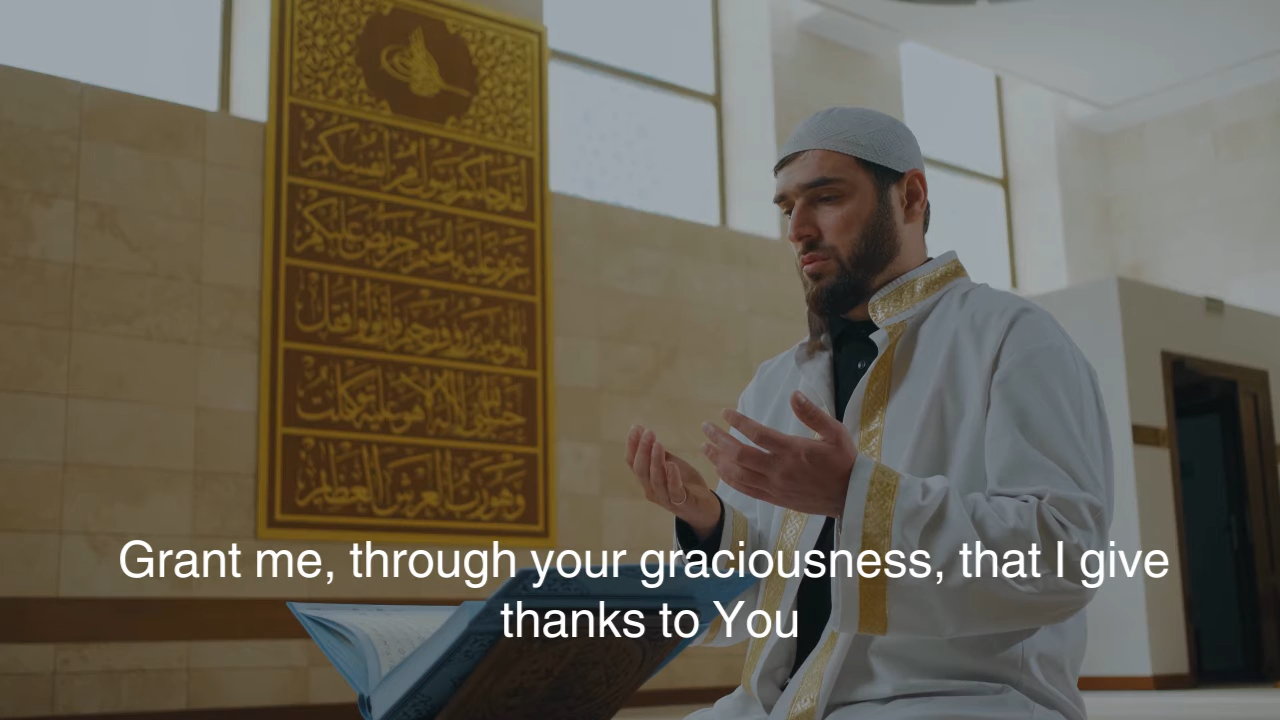 لقد جاءكم رسول من أنفسكم
عزيز عليه ما عنتم حريص عليكم
بالمؤمنين رؤوف رحيم فإن تولوا فقل
حسبي الله لا إله إلا هو عليه توكلت
وهو رب العرش العظيم
Grant me, through your graciousness, that I give
thanks to You